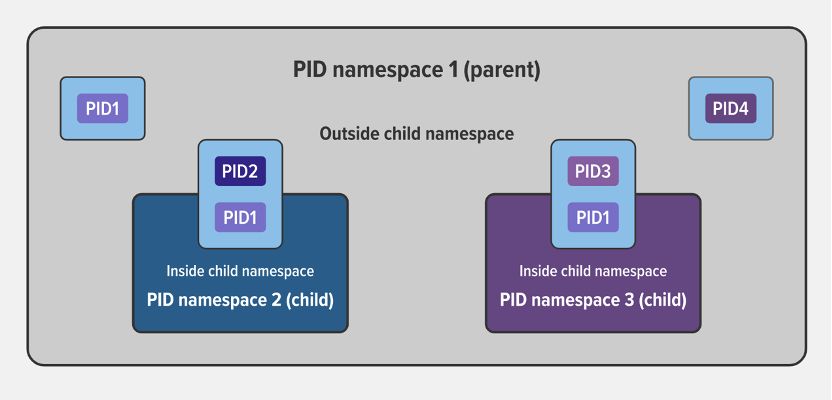 PID namespace 1 (parent)
PID1
PID4
Outside child namespace
PID2
PID1
Inside child namespace
PID namespace 2 (child)
PID3
PID1
Inside child namespace
PID namespace 3 (child)